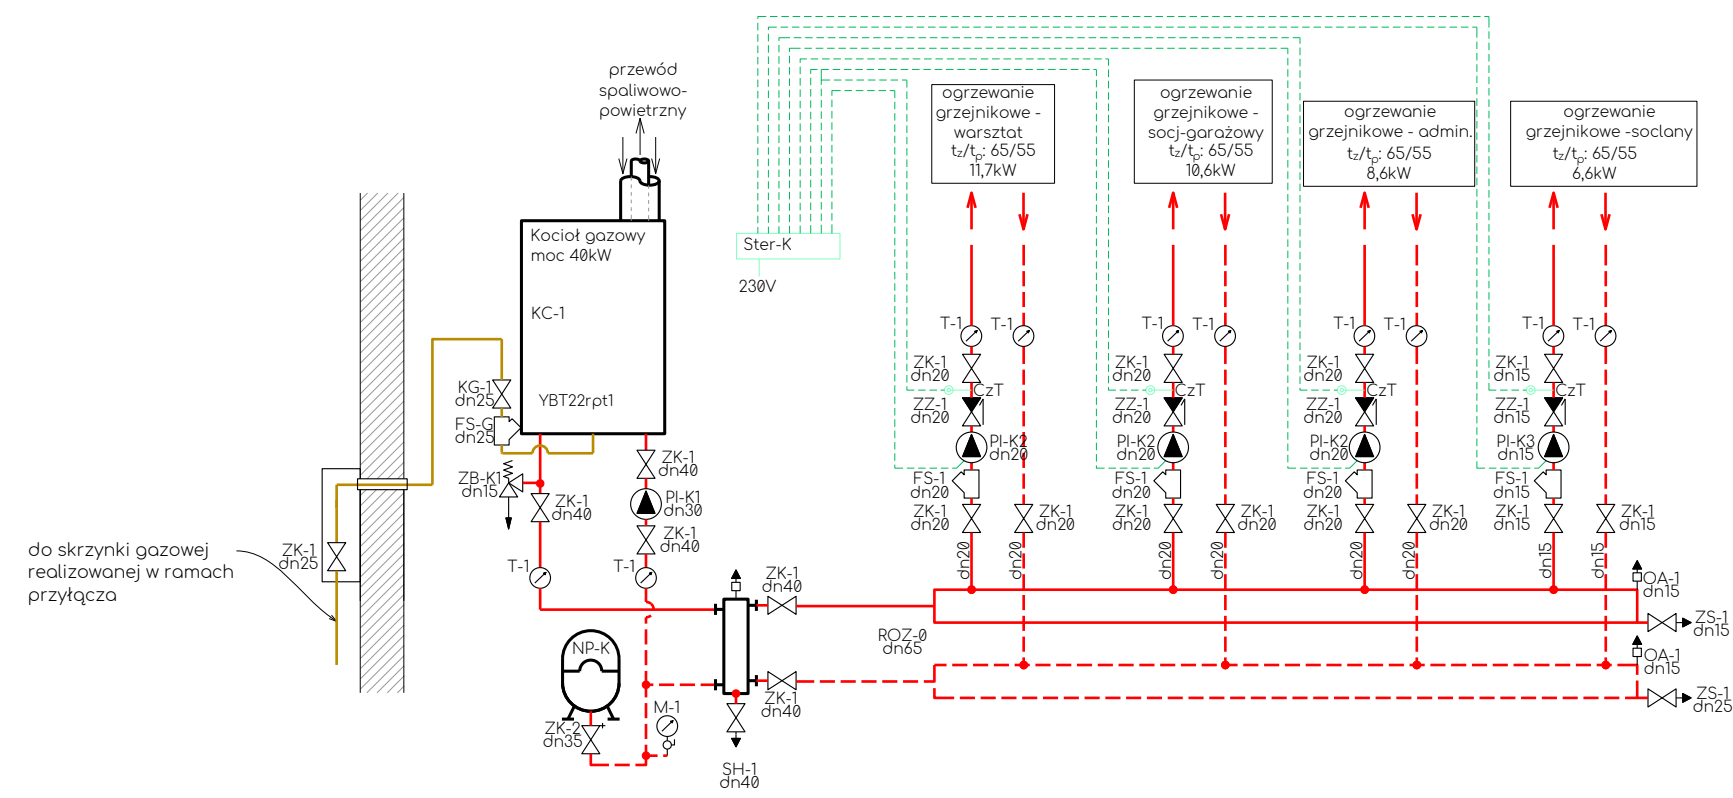 przewód
spaliwowo-
powietrzny
ogrzewanie
grzejnikowe -
warsztat
tz/tp: 65/55
11,7kW
ogrzewanie
grzejnikowe -
socj-garażowy
tz/tp: 65/55
10,6kW
ogrzewanie
grzejnikowe - admin.
tz/tp: 65/55
8,6kW
ogrzewanie
grzejnikowe -soclany
tz/tp: 65/55
6,6kW
Kocioł gazowy
moc 40kW
KC-1
YBT22rpt1
Ster-K
230V
KG-1
dn25
FS-G
dn25
ZB-K1
dn15
ZK-1
dn40
T-1
ZK-1
dn40
PI-K1
dn30
ZK-1
dn40
T-1
do skrzynki gazowej
realizowanej w ramach
przyłącza
ZK-1
dn25
NP-K
ZK-2
dn35
M-1
ZK-1
dn40
ZK-1
dn40
SH-1
dn40
ROZ-0
dn65
T-1
T-1
ZK-1
dn20
CzT
ZZ-1
dn20
PI-K2
dn20
FS-1
dn20
ZK-1
dn20
ZK-1
dn20
dn20
dn20
T-1
T-1
ZK-1
dn20
CzT
ZZ-1
dn20
PI-K2
dn20
FS-1
dn20
ZK-1
dn20
ZK-1
dn20
dn20
dn20
T-1
T-1
ZK-1
dn20
CzT
ZZ-1
dn20
PI-K2
dn20
FS-1
dn20
ZK-1
dn20
ZK-1
dn20
dn20
dn20
T-1
T-1
ZK-1
dn15
CzT
ZZ-1
dn15
PI-K3
dn15
FS-1
dn15
ZK-1
dn15
ZK-1
dn15
dn15
dn15
OA-1
dn15
ZS-1
dn15
OA-1
dn15
ZS-1
dn25